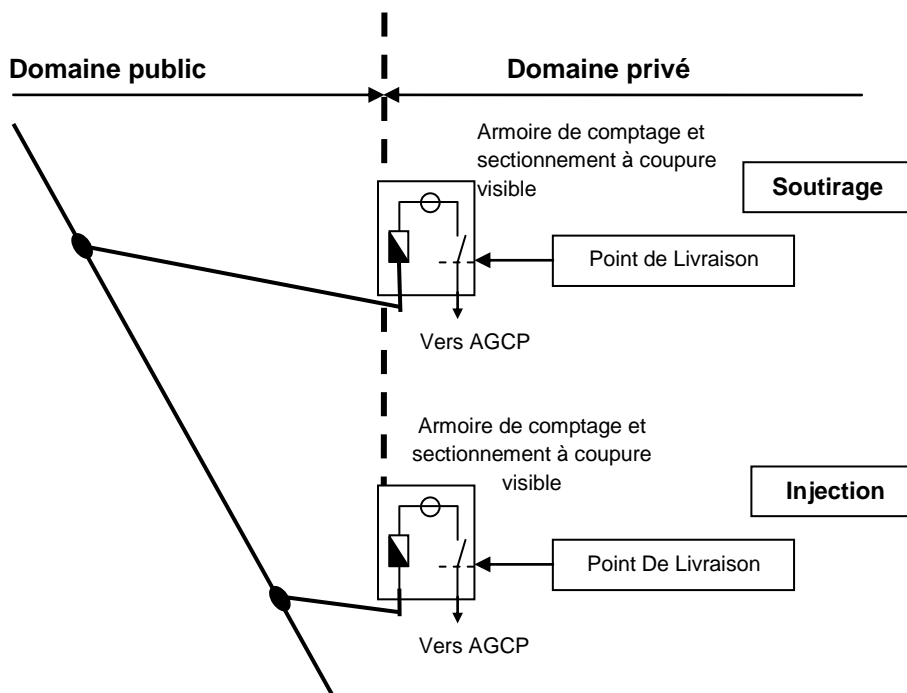 Domaine public
Domaine privé
Armoire de comptage et
sectionnement à coupure
visible
Soutirage
Point de Livraison
Vers AGCP
Armoire de comptage et
sectionnement à coupure
visible
Injection
Point De Livraison
Vers AGCP